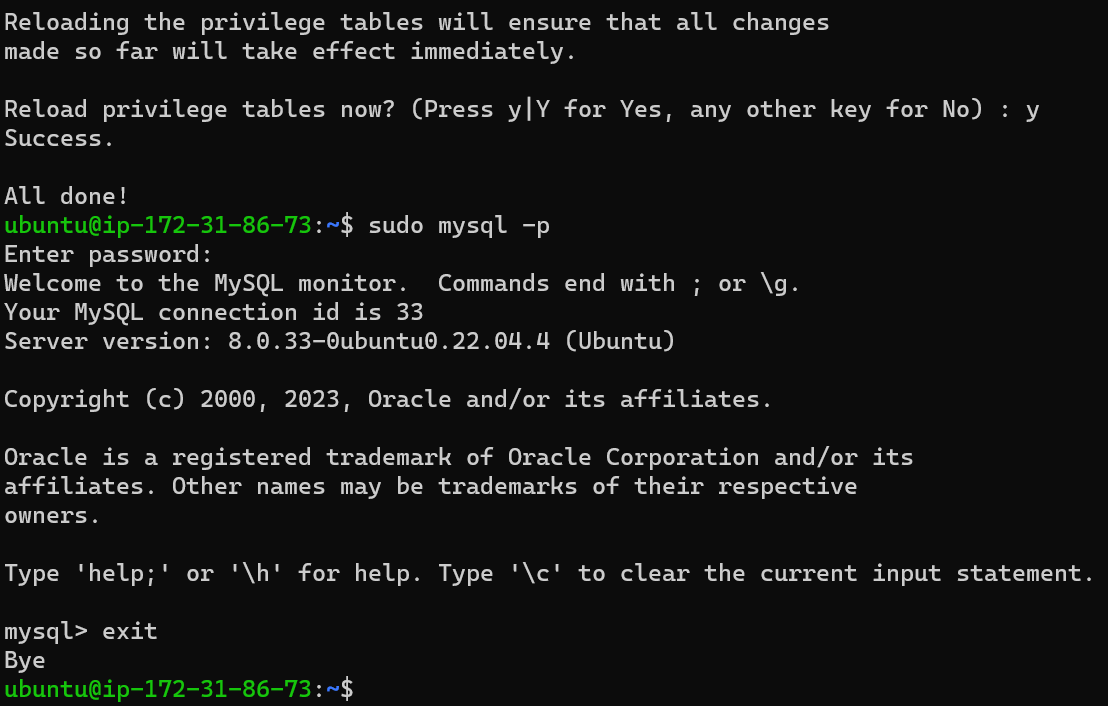 Reloading the privilege tables will ensure that all changes
made so far will take effect immediately.
Reload privilege tables now? (Press y|Y for Yes, any other key for No) : y
Success.
All done!
ubuntu@ip-172-31-86-73:~$ sudo mysql -p
Enter password:
Welcome to the MySQL monitor.  Commands end with ; or \g.
Your MySQL connection id is 33
Server version: 8.0.33-0ubuntu0.22.04.4 (Ubuntu)
Copyright (c) 2000, 2023, Oracle and/or its affiliates.
Oracle is a registered trademark of Oracle Corporation and/or its
affiliates. Other names may be trademarks of their respective
owners.
Type 'help;' or '\h' for help. Type '\c' to clear the current input statement.
mysql> exit
Bye
ubuntu@ip-172-31-86-73:~$